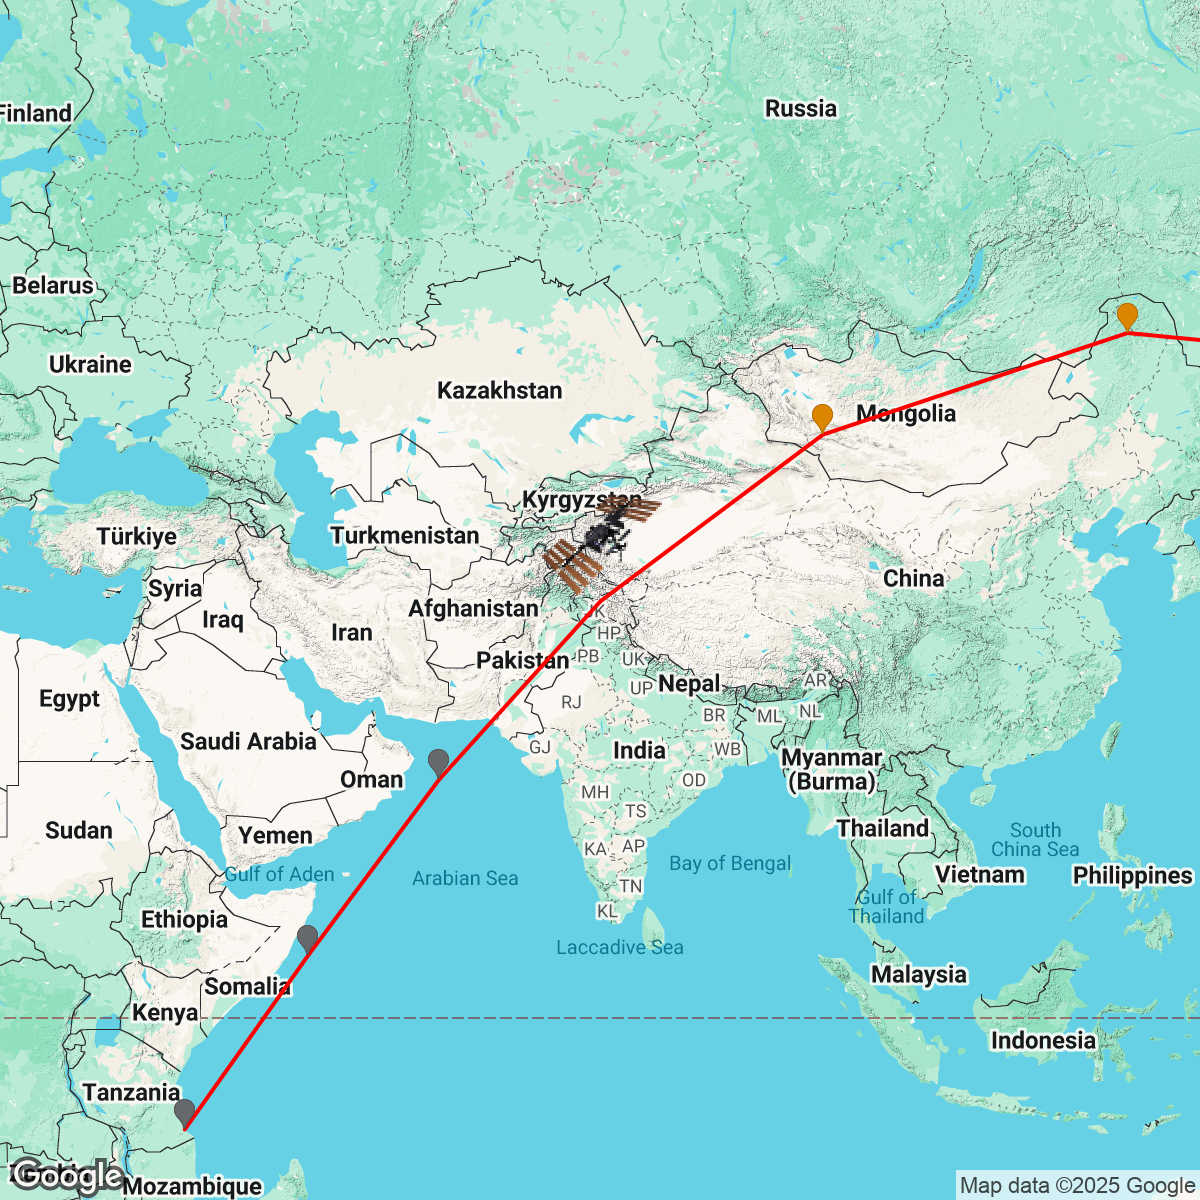 Russia
Finland
Belarus
Ukraine
Kazakhstan
Mongolia
Kyrgyzstan
Türkiye
Turkmenistan
China
Syria
Afghanistan
Iraq
Iran
JK
HP
Pakistan
PB
UK
Nepal
AR
Egypt
UP
RJ
BR
ML
NL
Saudi Arabia
GJ
India
WB
Myanmar
(Burma)
Oman
OD
MH
TS
Sudan
Yemen
Thailand
South
China Sea
KA
AP
Gulf of Aden
Arabian Sea
Bay of Bengal
Vietnam
Philippines
TN
Gulf of
Thailand
KL
Ethiopia
Laccadive Sea
Malaysia
Somalia
Kenya
Indonesia
Tanzania
Zambia
Google
Mozambique
Map data ©2025 Google